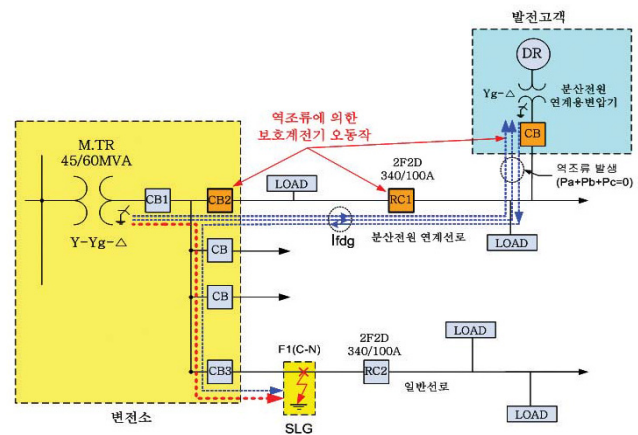 발전고객
DR
Yg-△
분산전원
연계용변압기
CB
역조류에 의한
보호계전기 오동작
M.TR
45/60MVA
Y-Yg-△
CB1
CB2
LOAD
2F2D
340/100A
RC1
역조류 발생
(Pa+Pb+Pc=0)
Ifdg
분산전원 연계선로
LOAD
CB
CB
CB3
F1(C-N)
2F2D
340/100A
RC2
LOAD
일반선로
LOAD
변전소
SLG